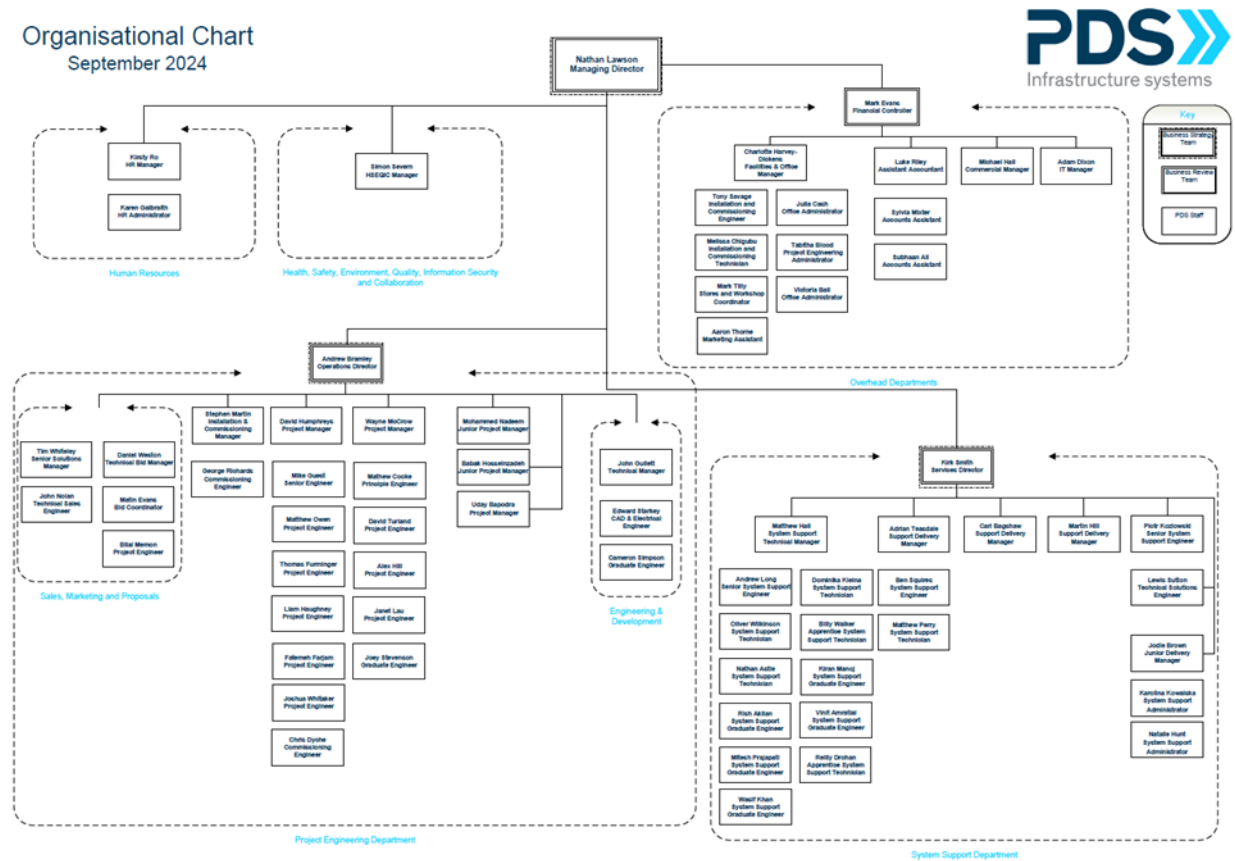 Organisational Chart
September 2024
PDS
Infrastructure systems
Nathan Lawson
Managing Director
Mark Evans
Financial Controller
Key
Business Strategy
Team
Business Review
Team
PDS Staff
Kirsty Ro
HR Manager
Karen Galbraith
HR Administrator
Human Resources
Simon Severn
HSEQIC Manager
Health, Safety, Environment, Quality, Information Security
and Collaboration
Charlotte Harvey-
Dickens
Facilities & Office
Manager
Luke Riley
Assistant Accountant
Michael Hall
Commercial Manager
Adam Dixon
IT Manager
Tony Savage
Installation and
Commissioning
Engineer
Julia Cash
Office Administrator
Sylvia Mister
Accounts Assistant
Melissa Chigubu
Installation and
Commissioning
Technician
Tabitha Blood
Project Engineering
Administrator
Subhaan Ali
Accounts Assistant
Mark Tilly
Stores and Workshop
Coordinator
Victoria Ball
Office Administrator
Aaron Thorne
Marketing Assistant
Overhead Departments
Andrew Bramley
Operations Director
Tim Whiteley
Senior Solutions
Manager
Daniel Weston
Technical Bid Manager
John Nolan
Technical Sales
Engineer
Matin Evans
Bid Coordinator
Bilal Memon
Project Engineer
Sales, Marketing and Proposals
Stephen Martin
Installation &
Commissioning
Manager
George Richards
Commissioning
Engineer
David Humphreys
Project Manager
Mike Guest
Senior Engineer
Matthew Owen
Project Engineer
Thomas Furminger
Project Engineer
Liam Haughney
Project Engineer
Fatemeh Farjam
Project Engineer
Joshua Whitaker
Project Engineer
Chris Dyche
Commissioning
Engineer
Wayne McCrow
Project Manager
Mathew Cooke
Principle Engineer
David Turland
Project Engineer
Alex Hill
Project Engineer
Janet Lau
Project Engineer
Joey Stevenson
Graduate Engineer
Mohammed Nadeem
Junior Project Manager
Babak Hosseinzadeh
Junior Project Manager
Uday Bapodra
Project Manager
John Gullett
Technical Manager
Edward Starkey
CAD & Electrical
Engineer
Cameron Simpson
Graduate Engineer
Engineering &
Development
Project Engineering Department
Kirk Smith
Services Director
Matthew Hall
System Support
Technical Manager
Adrian Teasdale
Support Delivery
Manager
Carl Bagshaw
Support Delivery
Manager
Martin Hill
Support Delivery
Manager
Piotr Kozlowski
Senior System
Support Engineer
Andrew Long
Senior System Support
Engineer
Dominika Kleina
System Support
Technician
Ben Squires
System Support
Engineer
Lewis Sutton
Technical Solutions
Engineer
Oliver Wilkinson
System Support
Technician
Billy Walker
Apprentice System
Support Technician
Matthew Perry
System Support
Technician
Jodie Brown
Junior Delivery
Manager
Nathan Astle
System Support
Technician
Kiran Manoj
System Support
Graduate Engineer
Karolina Kowalska
System Support
Administrator
Rish
System Support
Graduate Engineer
Vinit Amratlal
System Support
Graduate Engineer
Natalie Hunt
System Support
Administrator
Mitesh Prajapati
System Support
Graduate Engineer
Reilly Drohan
Apprentice System
Support Technician
Wasif Khan
System Support
Graduate Engineer
System Support Department